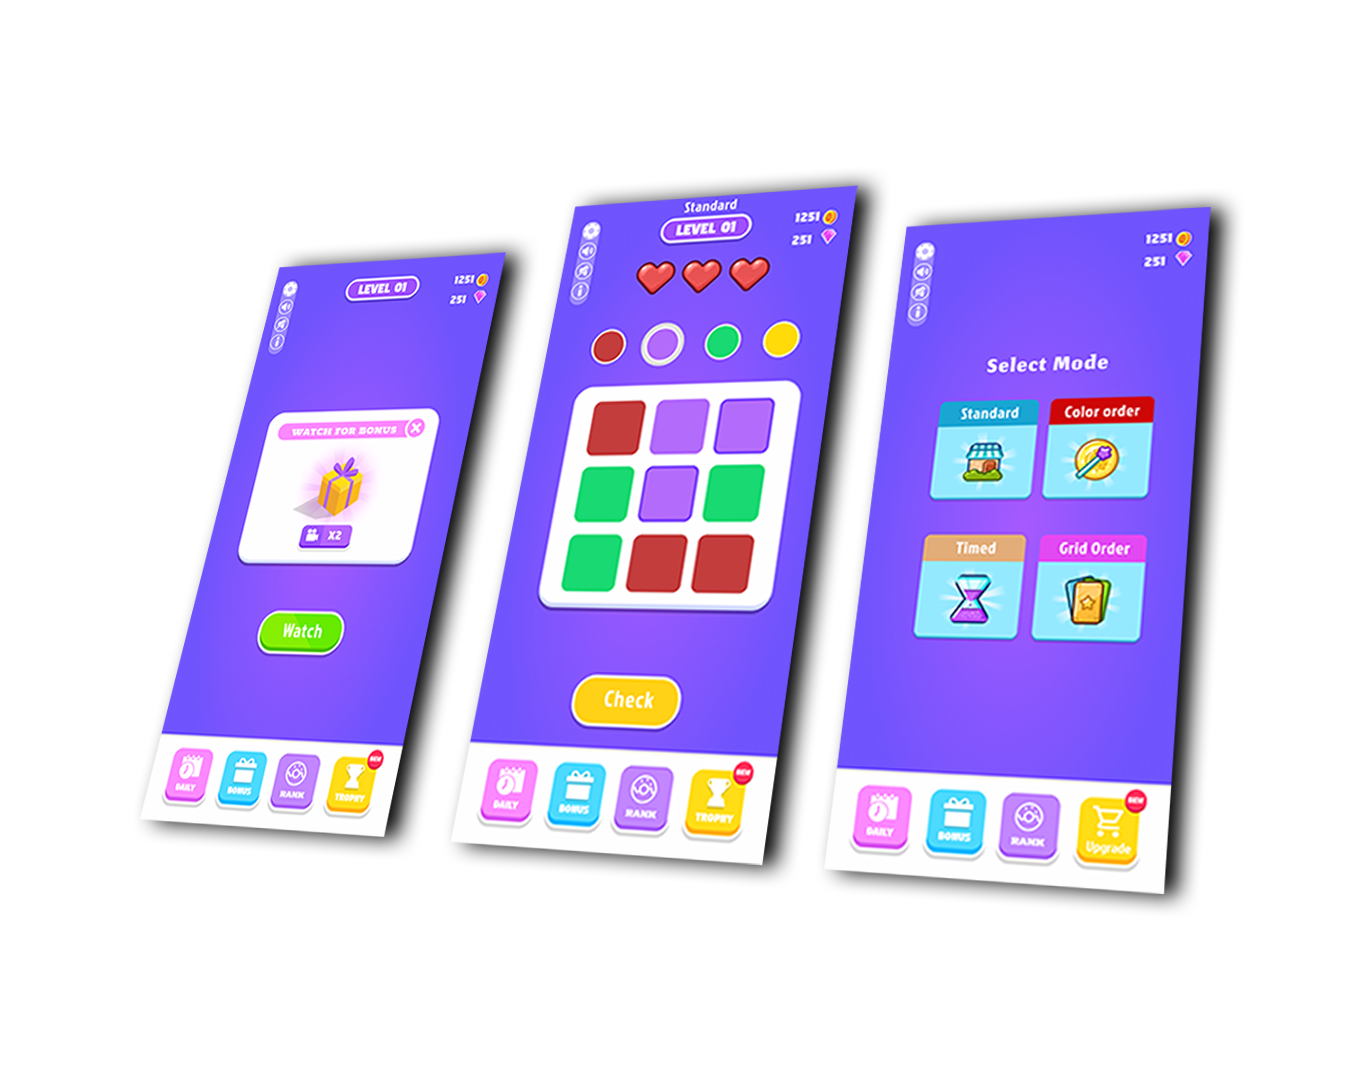 LEVEL 01
1251
251
WATCH FOR BONUS
X2
Watch
DAILY
BONUS
RANK
TROPHY
NEW
Standard
LEVEL 01
1251
251
Check
DAILY
BONUS
RANK
TROPHY
NEW
1251
251
Select Mode
Standard
Color order
Timed
Grid Order
DAILY
BONUS
RANK
Upgrade
NEW